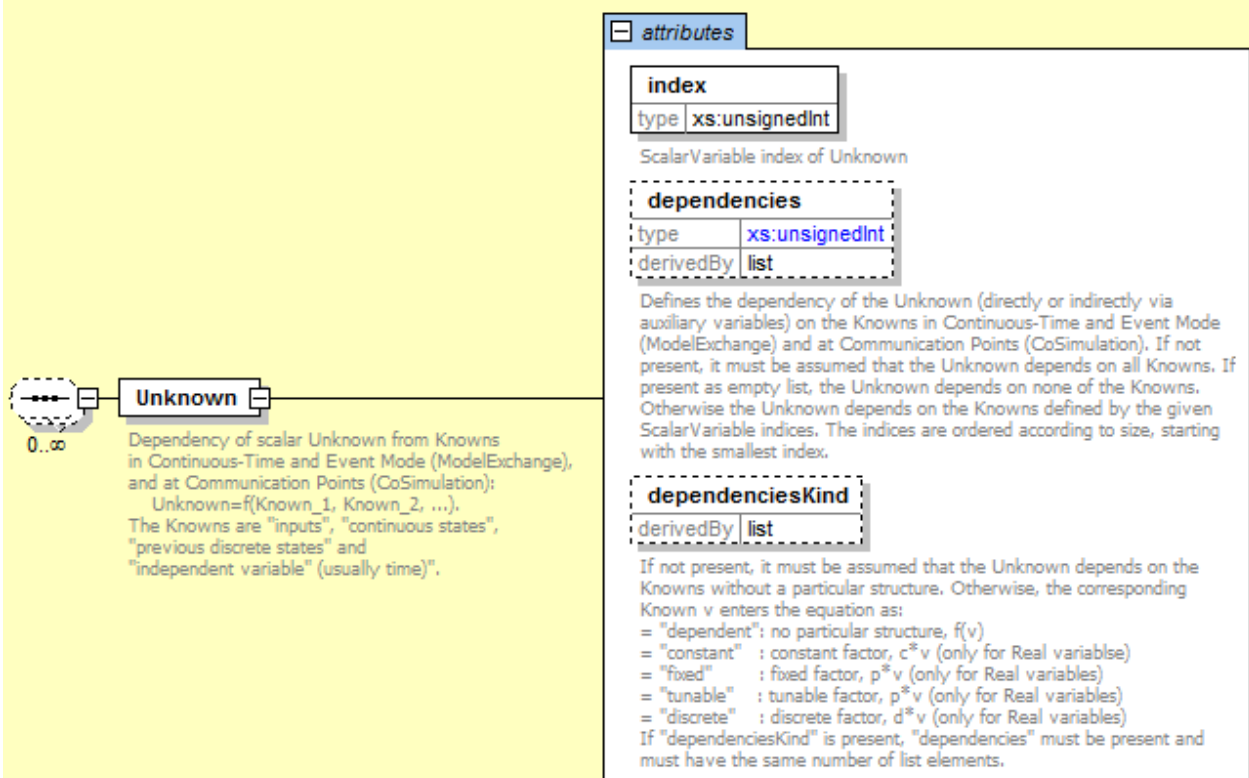 attributes
index
type xs:unsignedInt
ScalarVariable index of Unknown
dependencies
type xs:unsignedInt
derivedBy list
Defines the dependency of the Unknown (directly or indirectly via
auxiliary variables) on the Knowns in Continuous-Time and Event Mode
(ModelExchange) and at Communication Points (CoSimulation). If not
present, it must be assumed that the Unknown depends on all Knowns. If
present as empty list, the Unknown depends on none of the Knowns.
Otherwise the Unknown depends on the Knowns defined by the given
ScalarVariable indices. The indices are ordered according to size, starting
with the smallest index.
Unknown
0..∞
Dependency of scalar Unknown from Knowns
in Continuous-Time and Event Mode (ModelExchange),
and at Communication Points (CoSimulation):
Unknown=f(Known_1, Known_2, ...).
The Knowns are "inputs", "continuous states",
"previous discrete states" and
"independent variable" (usually time)".
dependenciesKind
derivedBy list
If not present, it must be assumed that the Unknown depends on the
Knowns without a particular structure. Otherwise, the corresponding
Known v enters the equation as:
= "dependent": no particular structure, f(v)
= "constant" : constant factor, c*v (only for Real variablse)
= "fixed" : fixed factor, p*v (only for Real variables)
= "tunable" : tunable factor, p*v (only for Real variables)
= "discrete" : discrete factor, d*v (only for Real variables)
If "dependenciesKind" is present, "dependencies" must be present and
must have the same number of list elements.